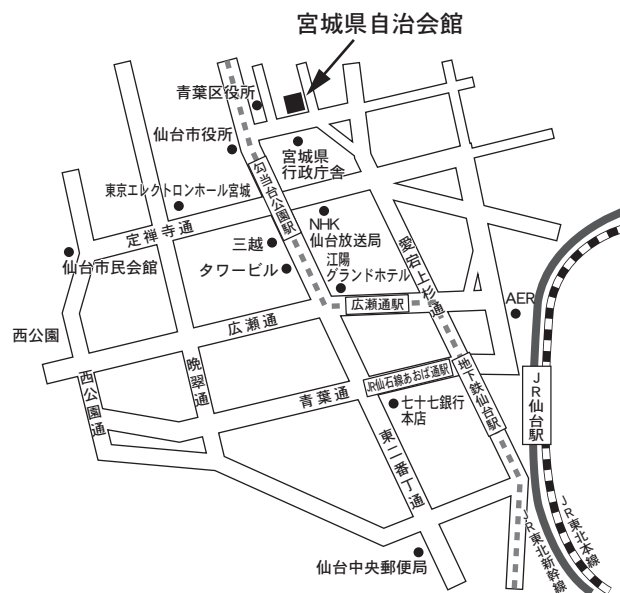 宮城県自治会館
青葉区役所
仙台市役所
宮城県
行政庁舎
勾当台公園駅
東京エレクトロンホール宮城
定禅寺通
NHK
仙台放送局
三越
タワービル
江陽
グランドホテル
愛宕上杉通
仙台市民会館
広瀬通駅
AER
西公園
広瀬通
西公園通
晩翠通
青葉通
JR仙石線あおば通駅
地下鉄仙台駅
JR仙台駅
七十七銀行
本店
東二番丁通
仙台中央郵便局
JR東北新幹線
JR東北本線